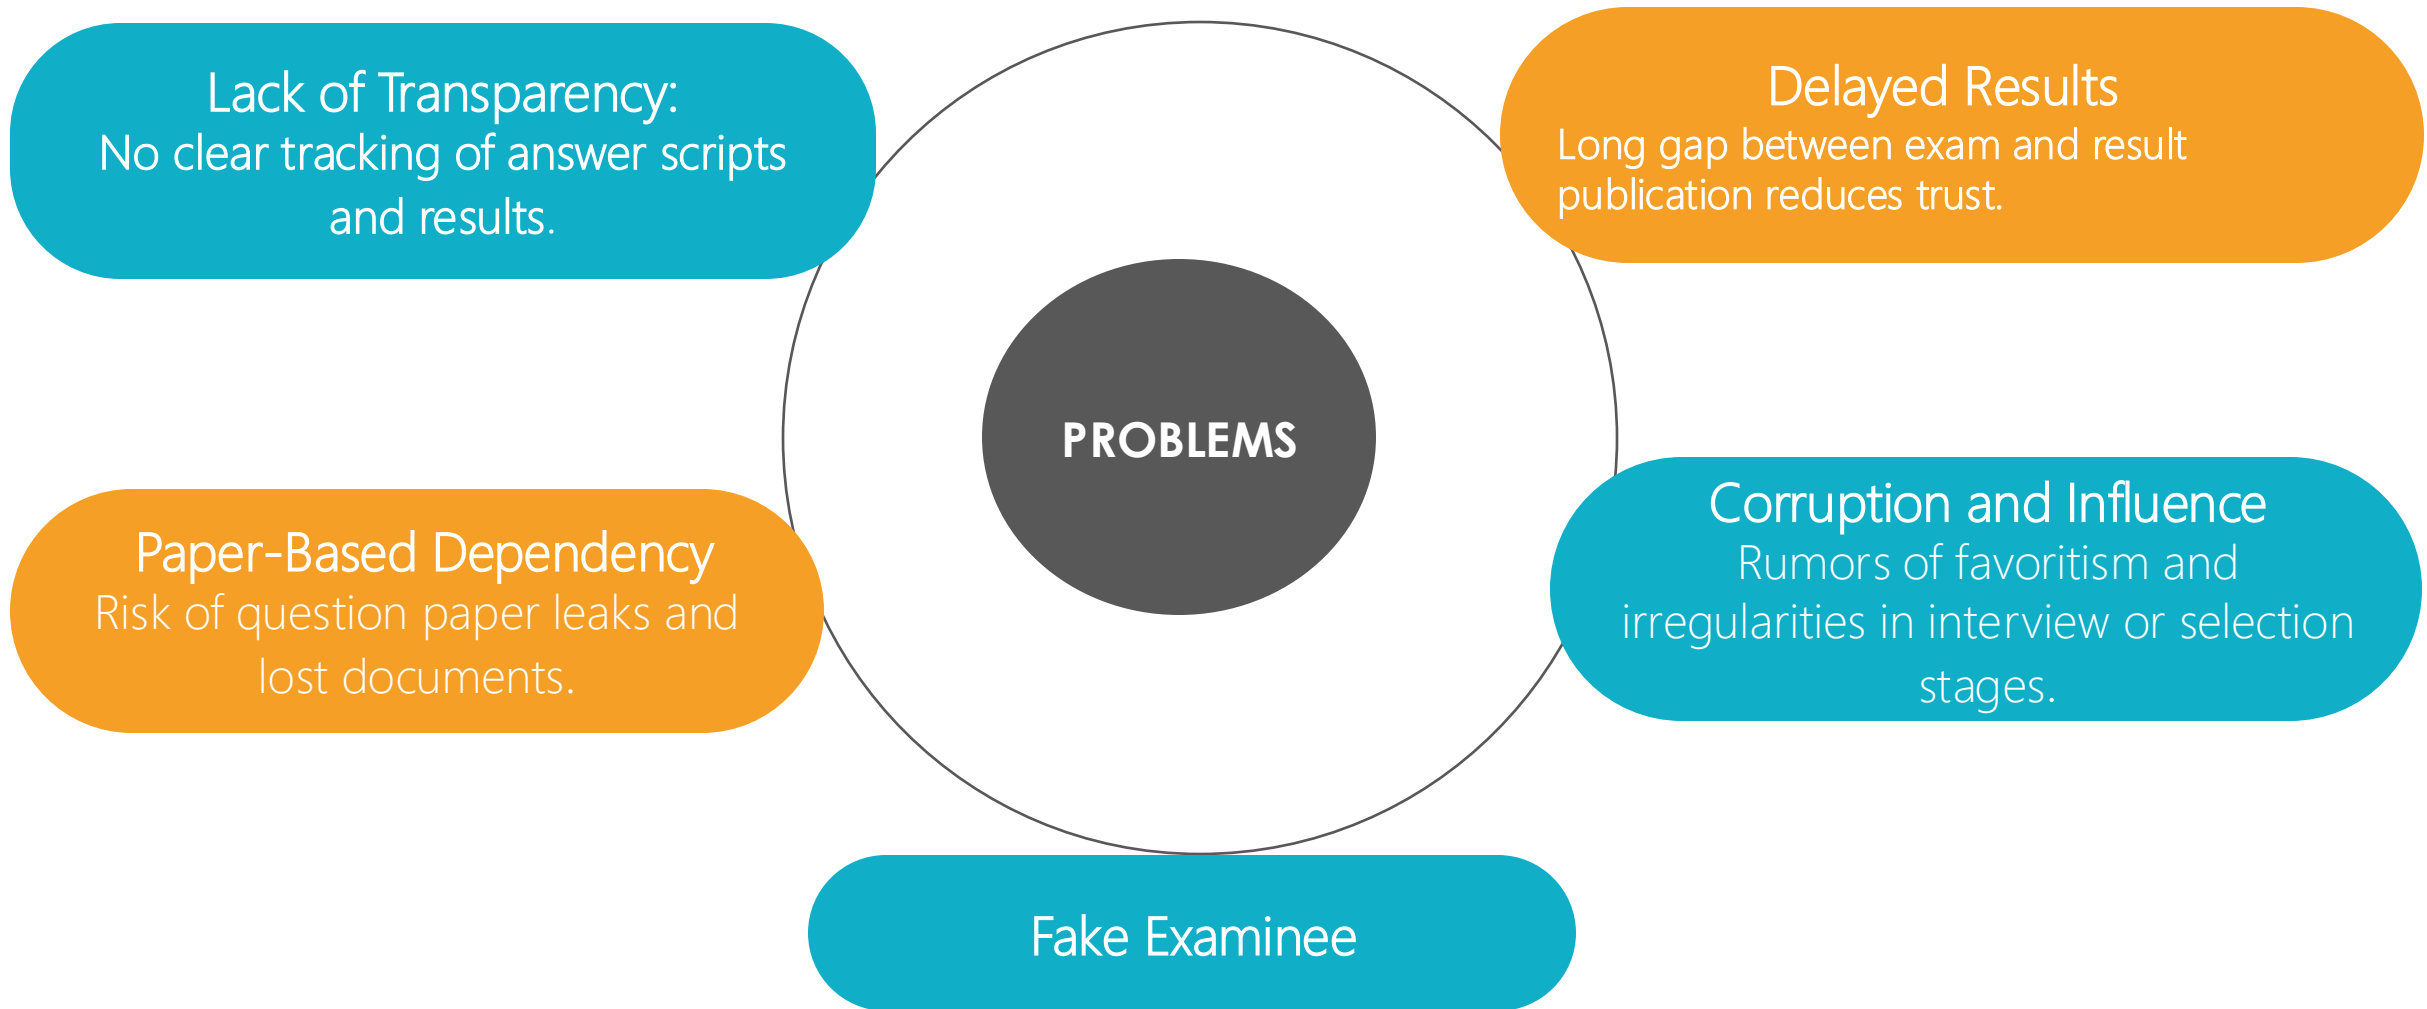 Lack of Transparency:
No clear tracking of answer scripts
and results.
Delayed Results
Long gap between exam and result
publication reduces trust.
PROBLEMS
Paper-Based Dependency
Risk of question paper leaks and
lost documents.
Corruption and Influence
Rumors of favoritism and
irregularities in interview or selection
stages.
Fake Examinee